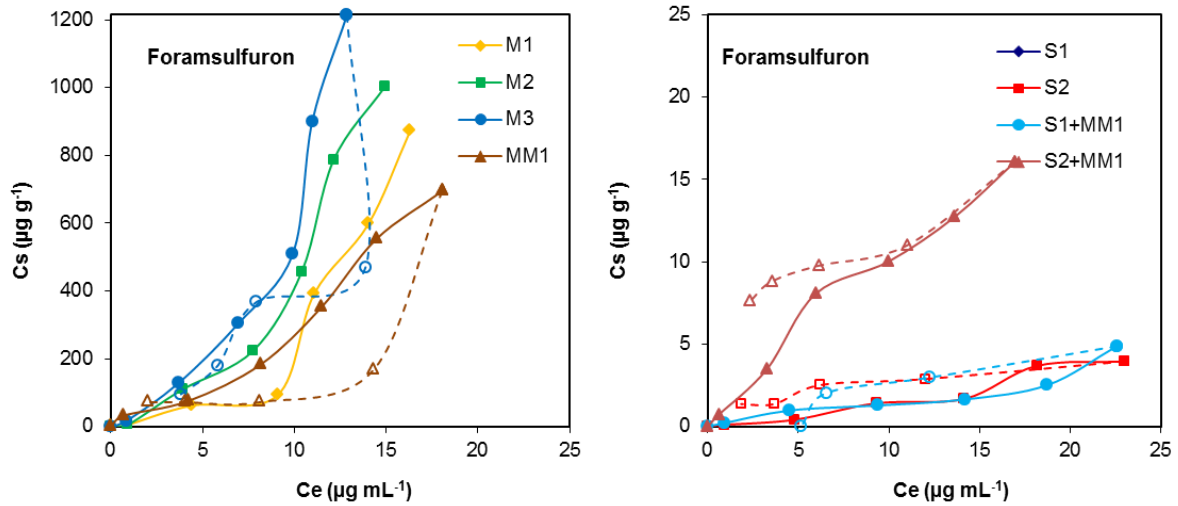 1200
1000
800
600
400
200
0
Cs (µg g⁻¹)
Foramsulfuron
M1
M2
M3
MM1
0 5 10 15 20 25
Ce (µg mL⁻¹)
25
20
15
10
5
0
Cs (µg g⁻¹)
Foramsulfuron
S1
S2
S1+MM1
S2+MM1
0 5 10 15 20 25
Ce (µg mL⁻¹)